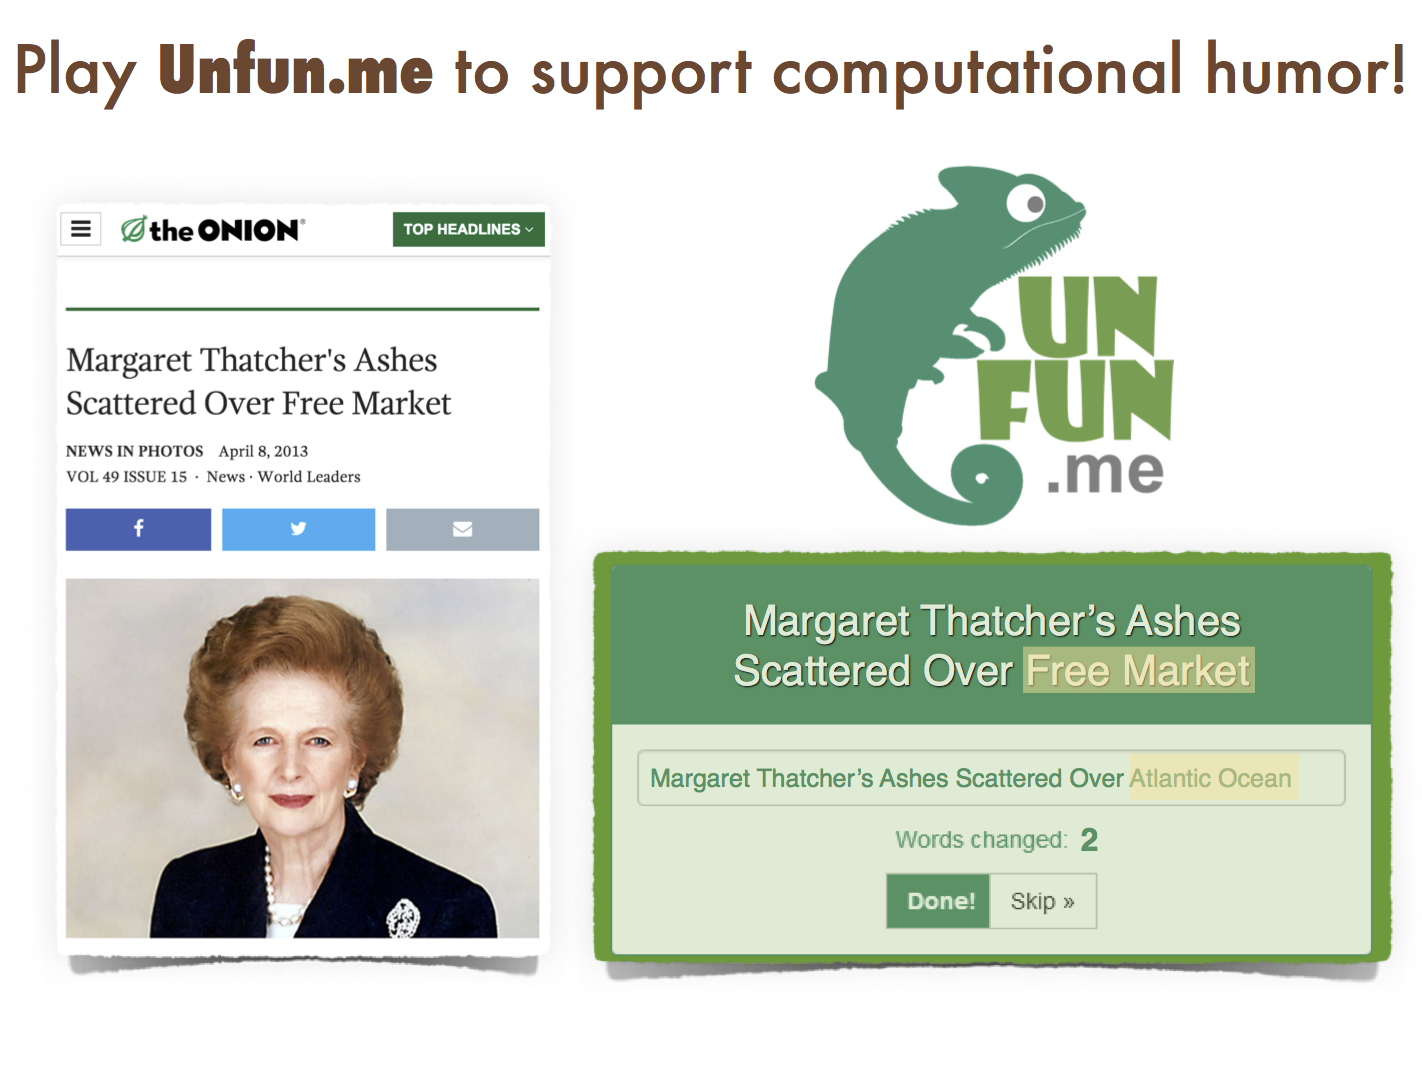 Play Unfun.me to support computational humor!
the ONION®
TOP HEADLINES
Margaret Thatcher's Ashes
Scattered Over Free Market
NEWS IN PHOTOS April 8, 2013
VOL 49 ISSUE 15 · News · World Leaders
f
UN
FUN
.me
Margaret Thatcher’s Ashes
Scattered Over Free Market
Margaret Thatcher’s Ashes Scattered Over Atlantic Ocean
Words changed: 2
Done! Skip »